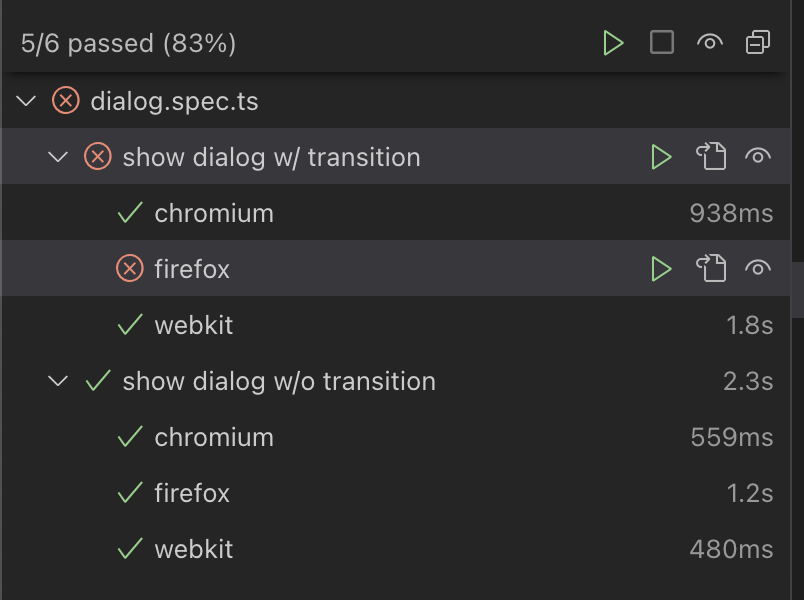 5/6 passed (83%)
dialog.spec.ts
show dialog w/ transition
chromium 938ms
firefox
webkit 1.8s
show dialog w/o transition 2.3s
chromium 559ms
firefox 1.2s
webkit 480ms